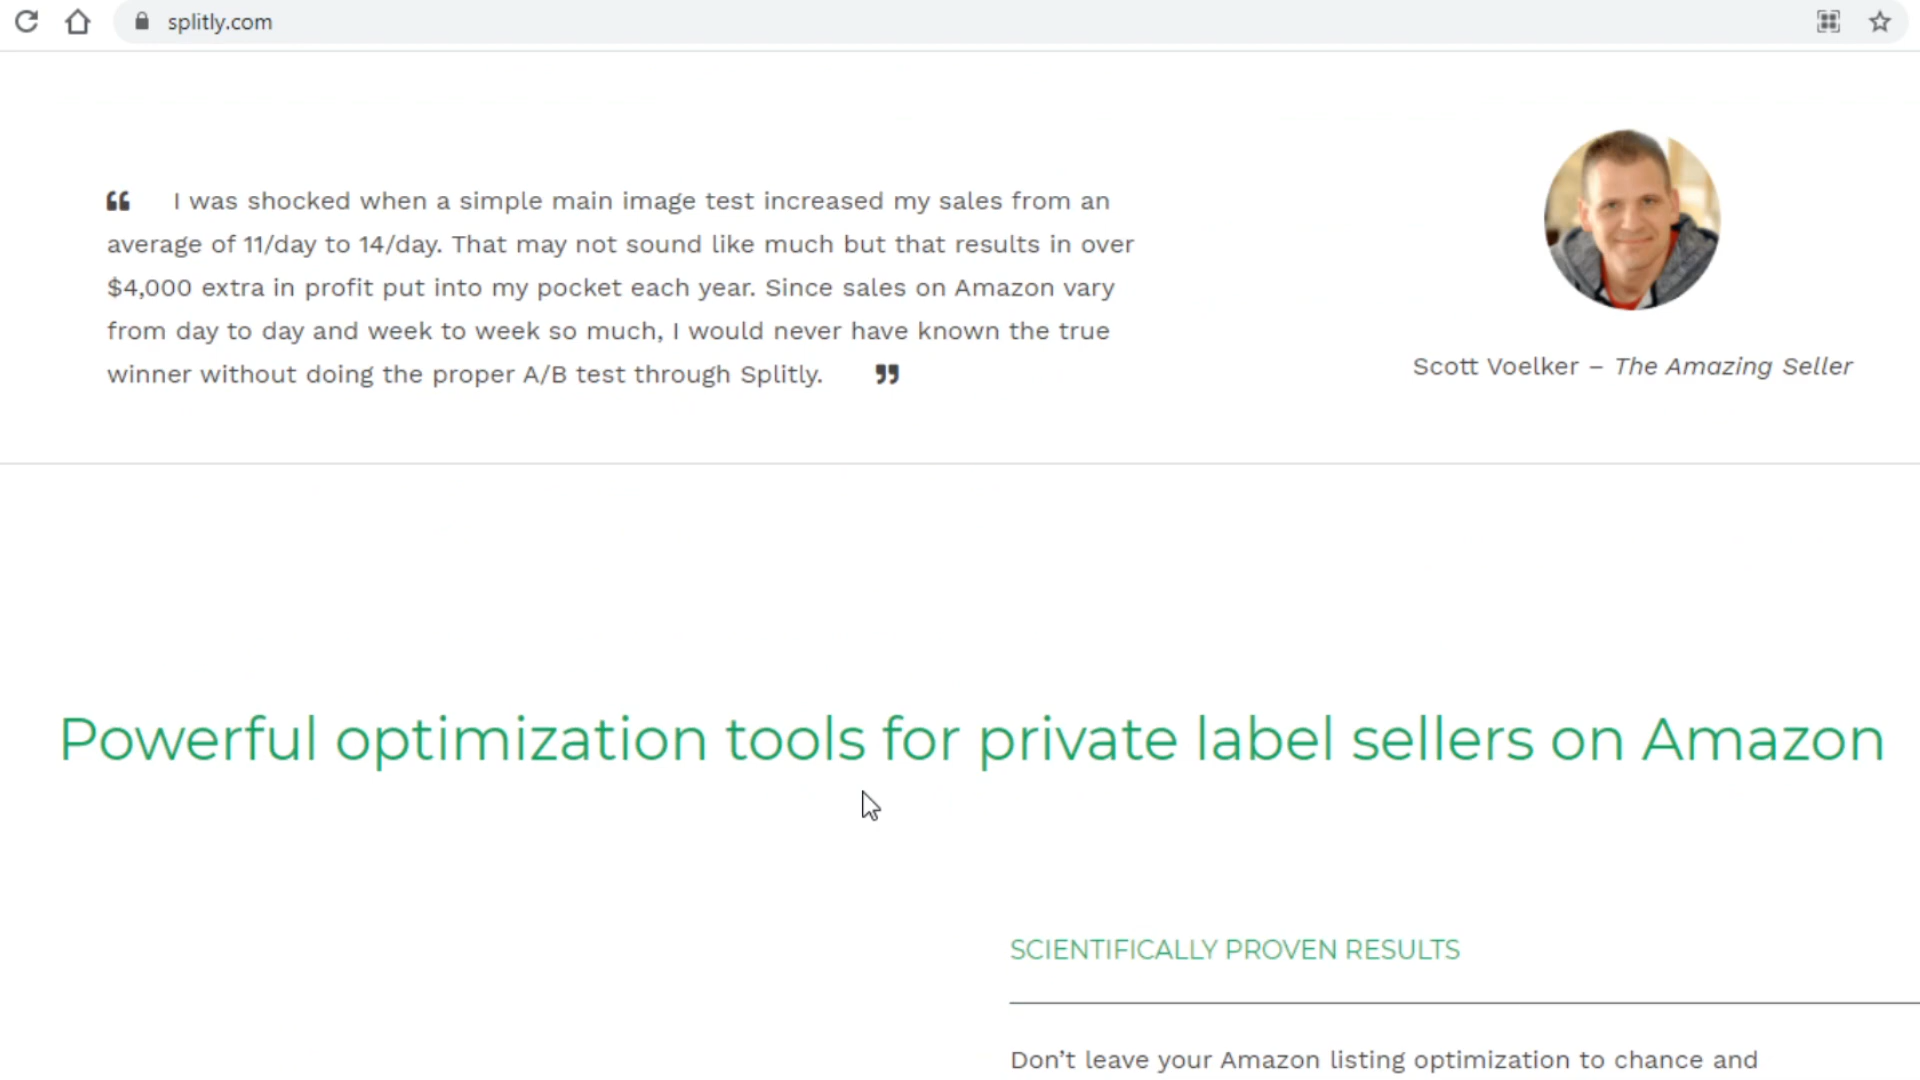 splitly.com
“ I was shocked when a simple main image test increased my sales from an
average of 11/day to 14/day. That may not sound like much but that results in over
$4,000 extra in profit put into my pocket each year. Since sales on Amazon vary
from day to day and week to week so much, I would never have known the true
winner without doing the proper A/B test through Splitly. ”
Scott Voelker – The Amazing Seller
Powerful optimization tools for private label sellers on Amazon
SCIENTIFICALLY PROVEN RESULTS
Don’t leave your Amazon listing optimization to chance and